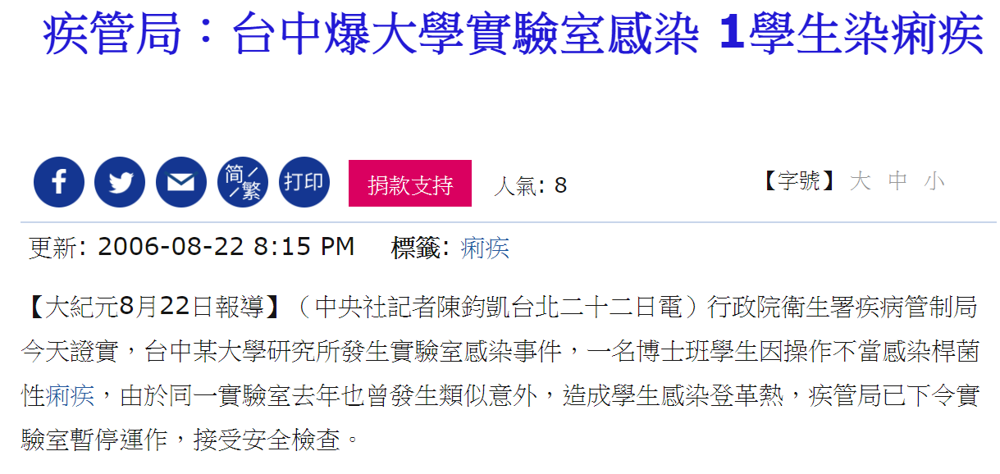 疾管局：台中爆大學實驗室感染 1學生染痢疾
简/繁 打印 捐款支持 人氣: 8 【字號】 大 中 小
更新: 2006-08-22 8:15 PM 標籤: 痢疾
【大紀元8月22日報導】（中央社記者陳鈞凱台北二十二日電）行政院衛生署疾病管制局
今天證實，台中某大學研究所發生實驗室感染事件，一名博士班學生因操作不當感染桿菌
性痢疾，由於同一實驗室去年也曾發生類似意外，造成學生感染登革熱，疾管局已下令實
驗室暫停運作，接受安全檢查。